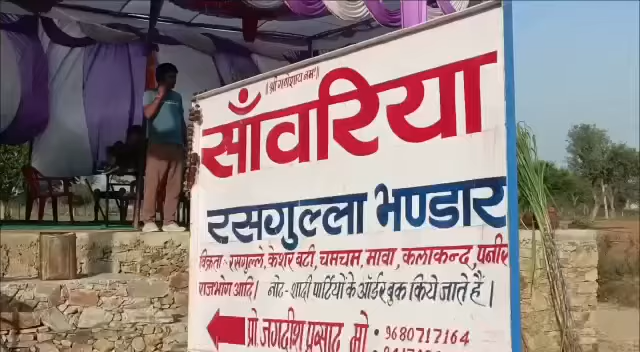 ॥ श्री गणेशाय नमः ॥
साँवरिया
रसगुल्ला भण्डार
विक्रेता - रसगुल्ले, केशर बटी, चमचम, मावा, कलाकन्द, पनीर
राजभोग आदि। नोट- शादी पार्टियों के ऑर्डर बुक किये जाते हैं।
प्रो. जगदीश प्रसाद मो. 9680717164